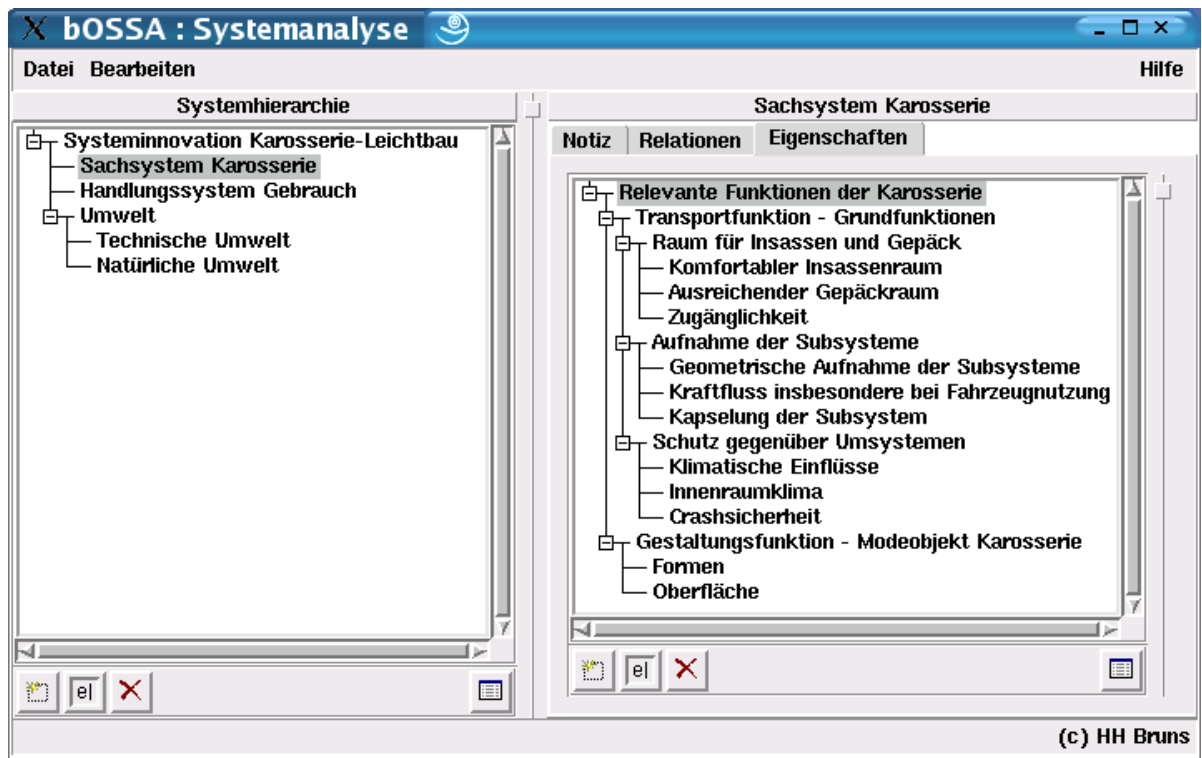 X bOSSA : Systemanalyse
Datei Bearbeiten Hilfe
Systemhierarchie
Systeminnovation Karosserie-Leichtbau
Sachsystem Karosserie
Handlungssystem Gebrauch
Umwelt
Technische Umwelt
Natürliche Umwelt
el
Sachsystem Karosserie
Notiz Relationen Eigenschaften
Relevante Funktionen der Karosserie
Transportfunktion - Grundfunktionen
Raum für Insassen und Gepäck
Komfortabler Insassenraum
Ausreichender Gepäckraum
Zugänglichkeit
Aufnahme der Subsysteme
Geometrische Aufnahme der Subsysteme
Kraftfluss insbesondere bei Fahrzeugnutzung
Kapselung der Subsystem
Schutz gegenüber Umsystemen
Klimatische Einflüsse
Innenraumklima
Crashsicherheit
Gestaltungsfunktion - Modeobjekt Karosserie
Formen
Oberfläche
el
(c) HH Bruns